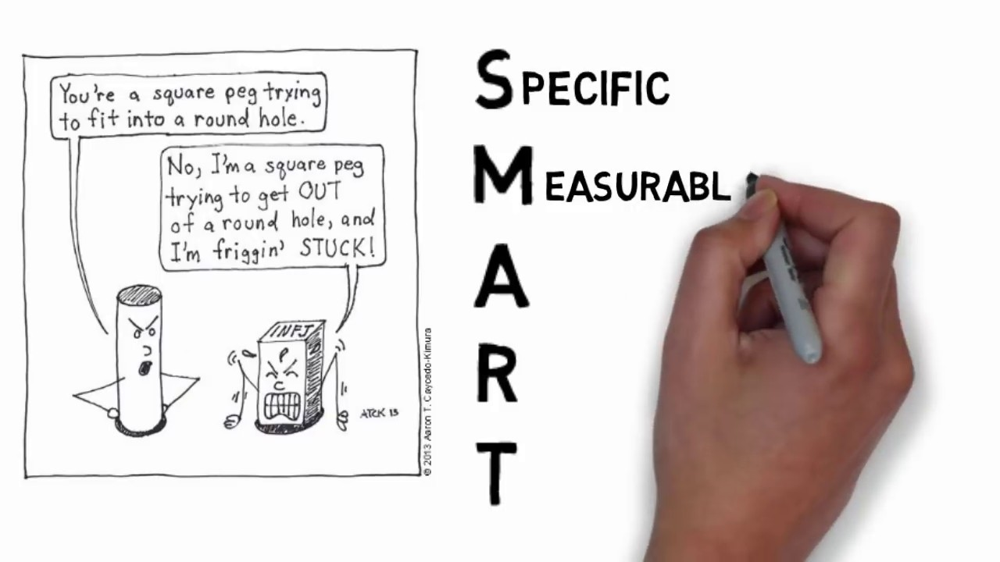 You're a square peg trying
to fit into a round hole.
No, I'm a square peg
trying to get OUT
of a round hole, and
I'm friggin' STUCK!
INFJ
ATCK 13
© 2013 Aaron T. Caycedo-Kimura
SPECIFIC
MEASURABL
A
R
T